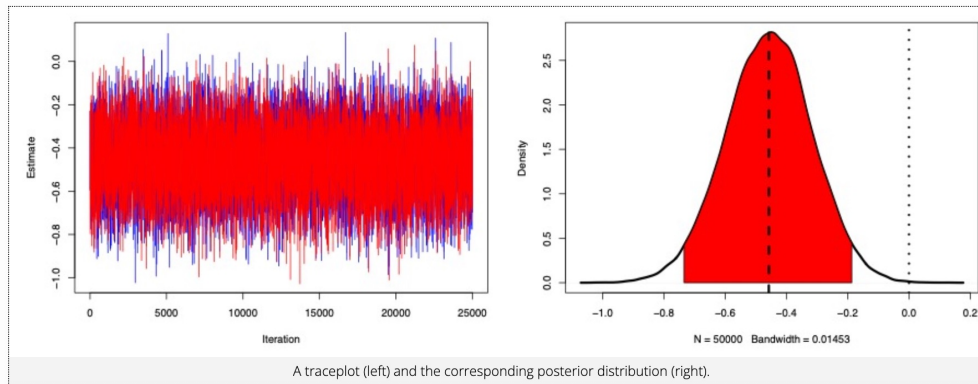 Estimate
0.0
−0.2
−0.4
−0.6
−0.8
−1.0
0 5000 10000 15000 20000 25000
Iteration
Density
2.5
2.0
1.5
1.0
0.5
0.0
−1.0 −0.8 −0.6 −0.4 −0.2 0.0 0.2
N = 50000 Bandwidth = 0.01453
A traceplot (left) and the corresponding posterior distribution (right).